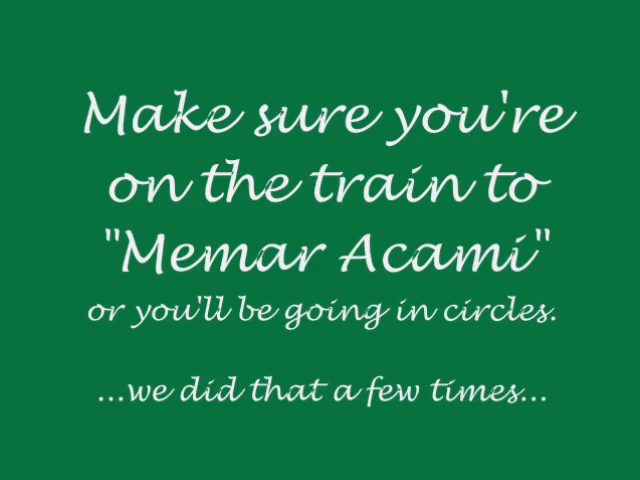 Make sure you're
on the train to
"Memar Acami"
or you'll be going in circles.
...we did that a few times...